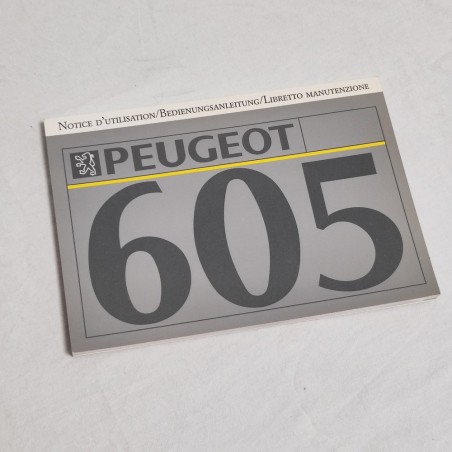 NOTICE D'UTILISATION/BEDIENUNGSANLEITUNG/LIBRETTO MANUTENZIONE
PEUGEOT
605